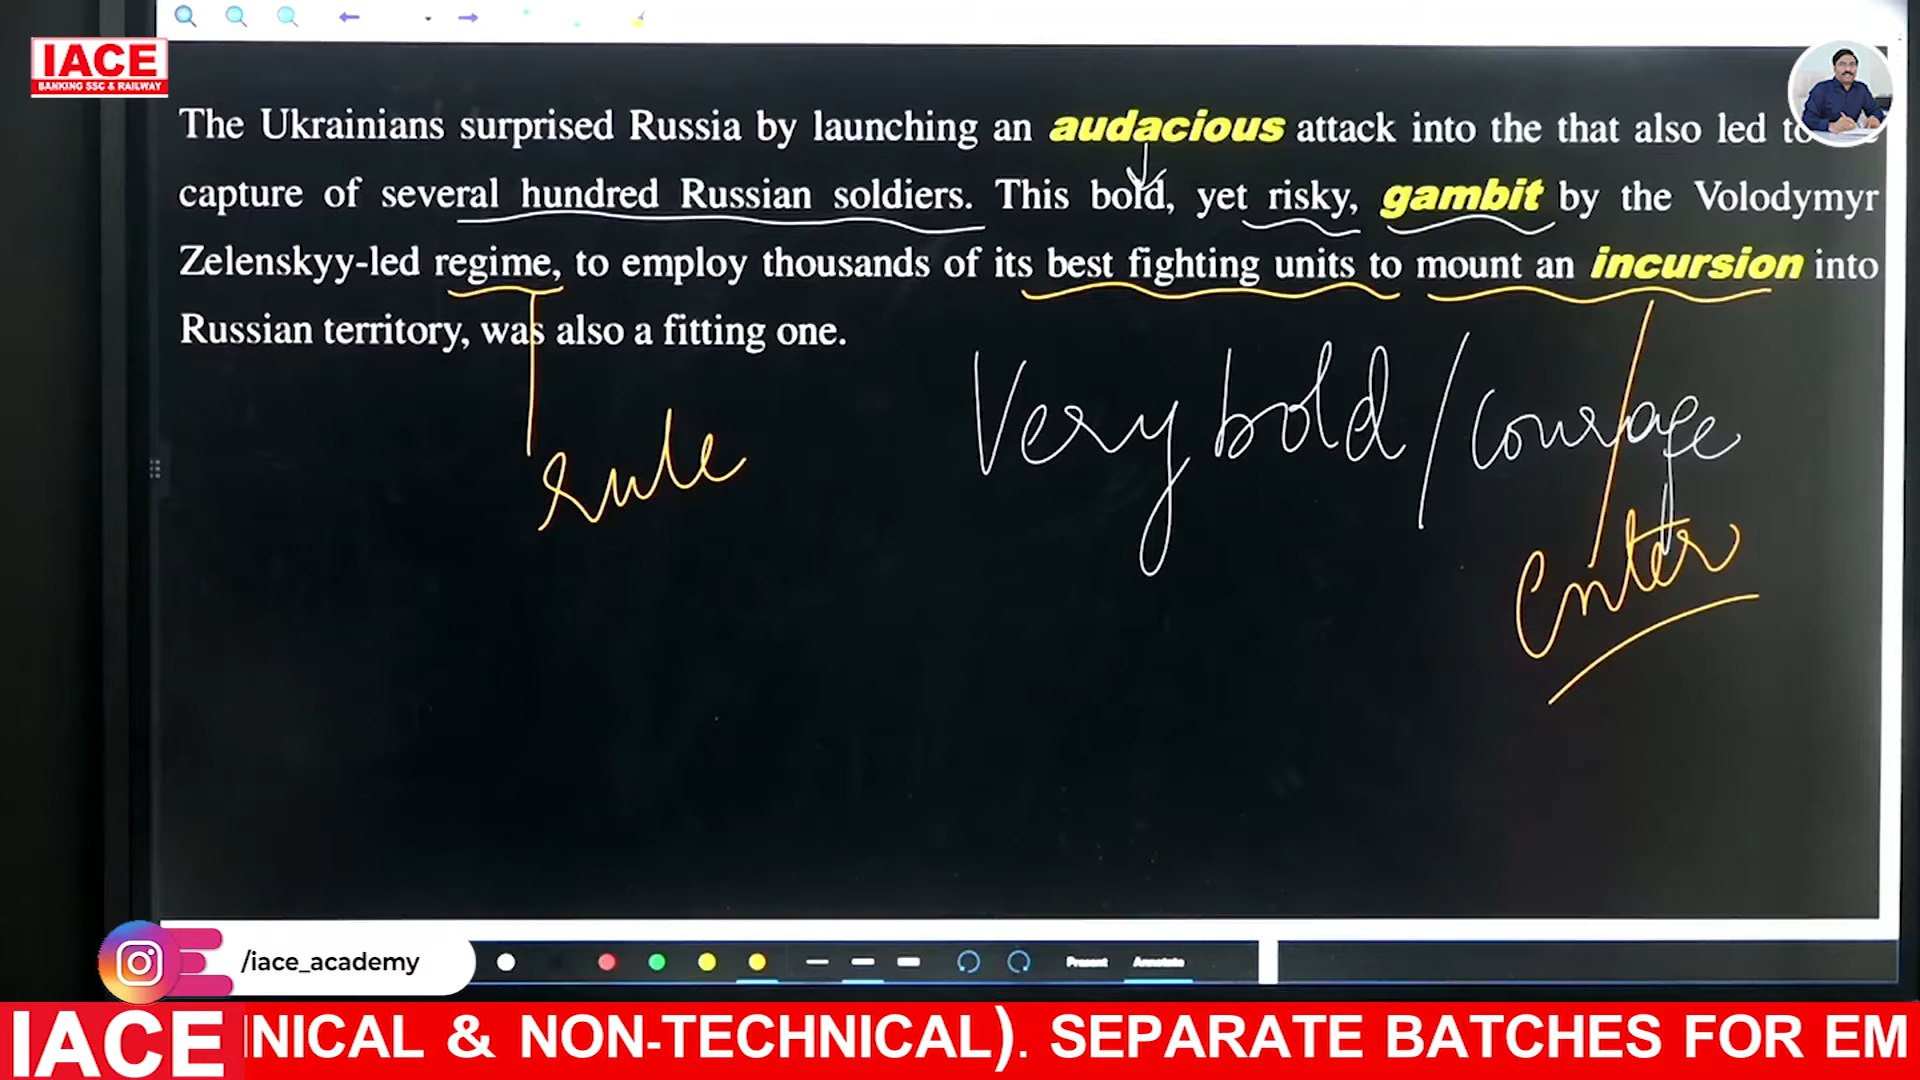 IACE
BANKING SSC & RAILWAY
The Ukrainians surprised Russia by launching an audacious attack into the that also led to
capture of several hundred Russian soldiers. This bold, yet risky, gambit by the Volodymyr
Zelenskyy-led regime, to employ thousands of its best fighting units to mount an incursion into
Russian territory, was also a fitting one.
Very bold / Courage
rule
Enter
/iace_academy
Present
Annotate
IACE
NICAL & NON-TECHNICAL). SEPARATE BATCHES FOR EM